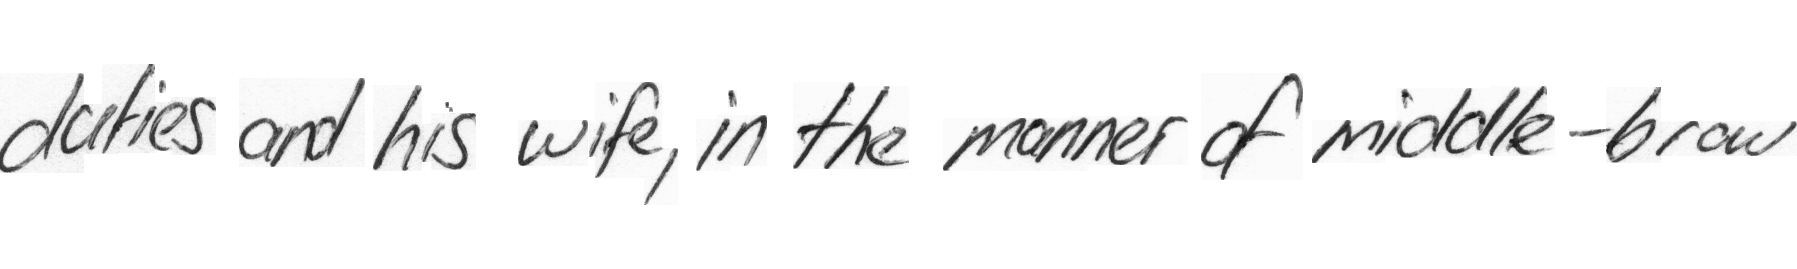 duties and his wife, in the manner of middle-brow